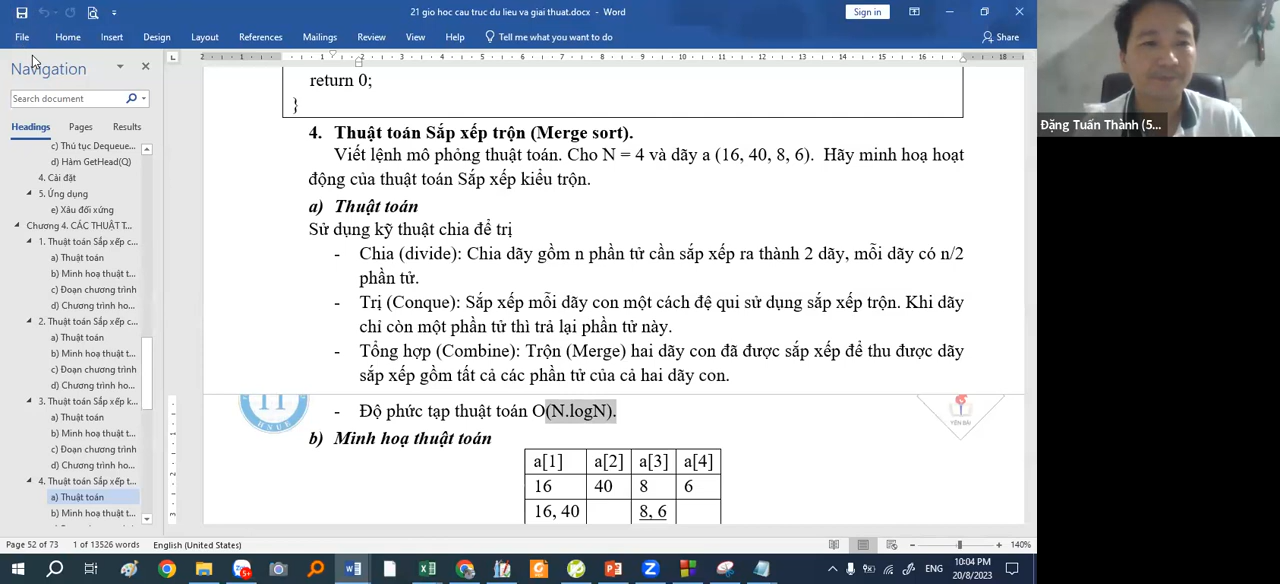 21 gio hoc cau truc du lieu va giai thuat.docx - Word
Sign in
File Home Insert Design Layout References Mailings Review View Help Tell me what you want to do Share
Navigation
Search document
Headings Pages Results
c) Thủ tục Dequeue...
d) Hàm GetHead(Q)
4. Cài đặt
5. Ứng dụng
e) Xâu đối xứng
Chương 4. CÁC THUẬT T...
1. Thuật toán Sắp xếp c...
a) Thuật toán
b) Minh hoạ thuật t...
c) Đoạn chương trình
d) Chương trình ho...
2. Thuật toán Sắp xếp c...
a) Thuật toán
b) Minh hoạ thuật t...
c) Đoạn chương trình
d) Chương trình ho...
3. Thuật toán Sắp xếp k...
a) Thuật toán
b) Minh hoạ thuật t...
c) Đoạn chương trình
d) Chương trình ho...
4. Thuật toán Sắp xếp t...
a) Thuật toán
b) Minh hoạ thuật t...
return 0;
}
4. Thuật toán Sắp xếp trộn (Merge sort).
Viết lệnh mô phỏng thuật toán. Cho N = 4 và dãy a (16, 40, 8, 6). Hãy minh hoạ hoạt
động của thuật toán Sắp xếp kiểu trộn.
a) Thuật toán
Sử dụng kỹ thuật chia để trị
- Chia (divide): Chia dãy gồm n phần tử cần sắp xếp ra thành 2 dãy, mỗi dãy có n/2
phần tử.
- Trị (Conque): Sắp xếp mỗi dãy con một cách đệ qui sử dụng sắp xếp trộn. Khi dãy
chỉ còn một phần tử thì trả lại phần tử này.
- Tổng hợp (Combine): Trộn (Merge) hai dãy con đã được sắp xếp để thu được dãy
sắp xếp gồm tất cả các phần tử của cả hai dãy con.
HNUE
YÊN BÁI
- Độ phức tạp thuật toán O(N.logN).
b) Minh hoạ thuật toán
a[1] a[2] a[3] a[4]
16 40 8 6
16, 40 8, 6
Đặng Tuấn Thành (5...
Page 52 of 73 1 of 13526 words English (United States) 140%
ENG
10:04 PM
20/8/2023